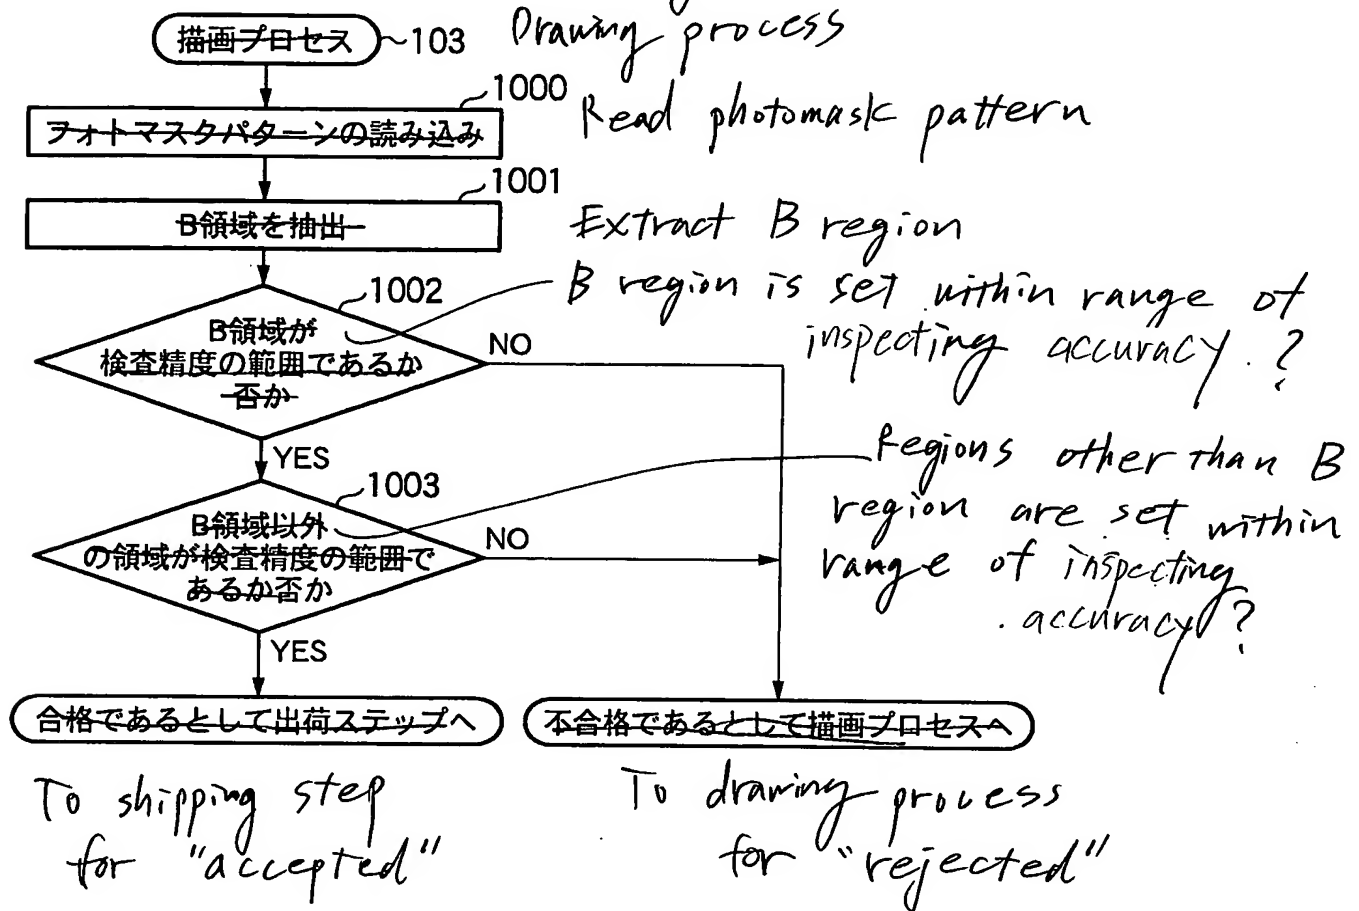 描画プロセス 103 Drawing process
1000
フォトマスクパターンの読み込み Read photomask pattern
1001
B領域を抽出 Extract B region
1002 B region is set within range of
inspecting accuracy.?
B領域が
検査精度の範囲であるか
否か
NO
YES
1003 Regions other than B
region are set within
range of inspecting
accuracy?
B領域以外
の領域が検査精度の範囲で
あるか否か
NO
YES
合格であるとして出荷ステップへ 不合格であるとして描画プロセスへ
To shipping step
for "accepted"
To drawing process
for "rejected"